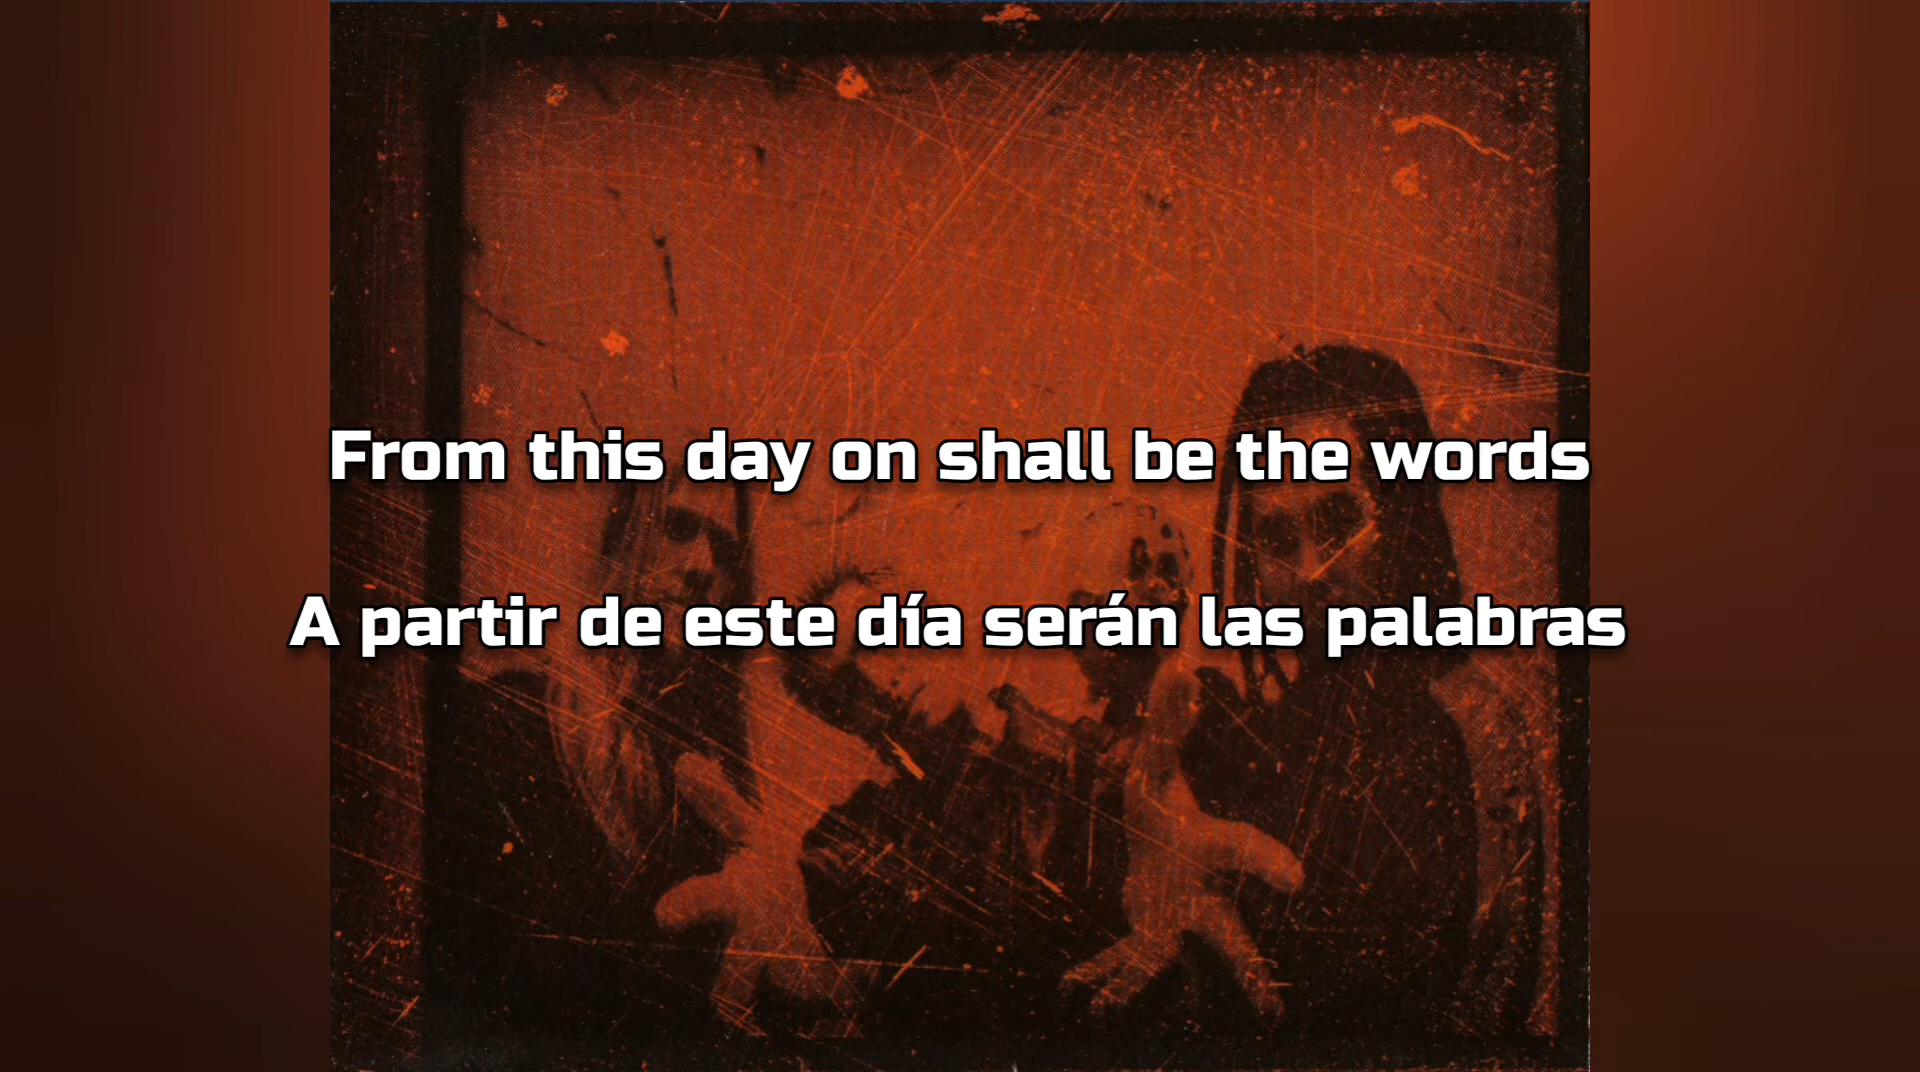 From this day on shall be the words
A partir de este día serán las palabras